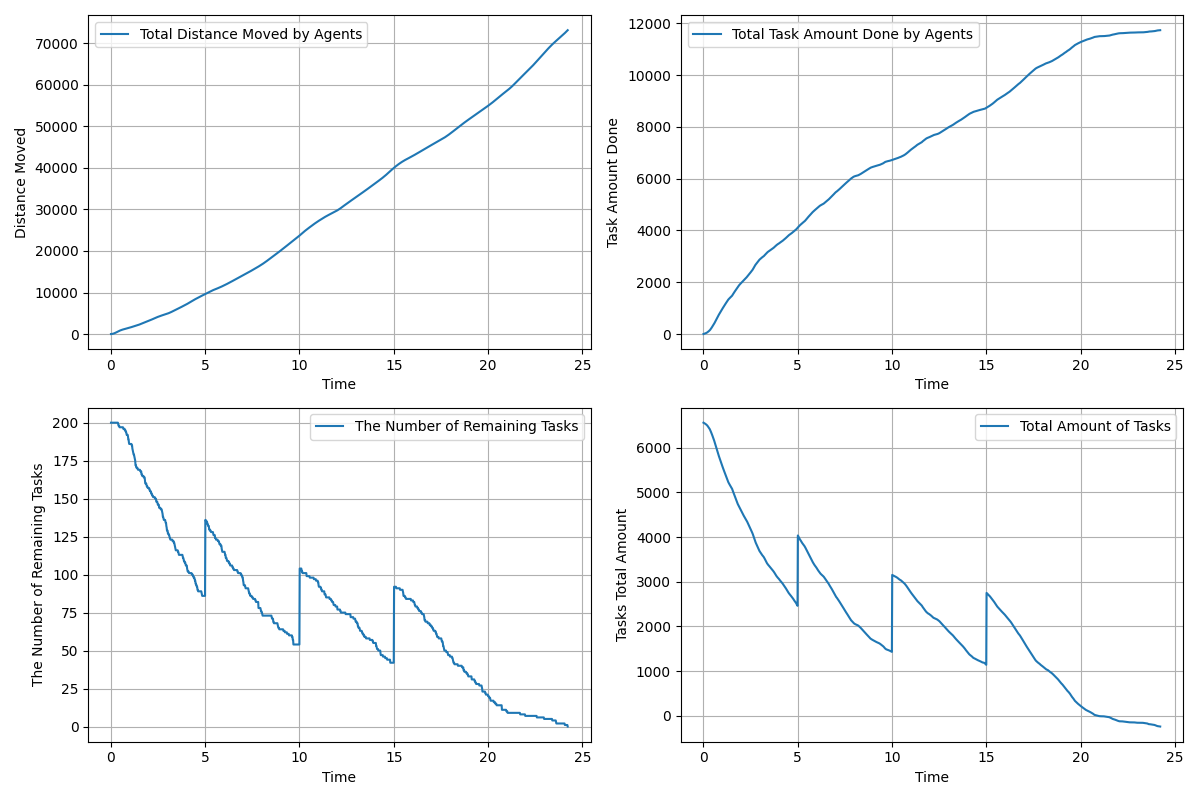 Total Distance Moved by Agents
Distance Moved
70000
60000
50000
40000
30000
20000
10000
0
0 5 10 15 20 25
Time
Total Task Amount Done by Agents
Task Amount Done
12000
10000
8000
6000
4000
2000
0
0 5 10 15 20 25
Time
The Number of Remaining Tasks
The Number of Remaining Tasks
200
175
150
125
100
75
50
25
0
0 5 10 15 20 25
Time
Total Amount of Tasks
Tasks Total Amount
6000
5000
4000
3000
2000
1000
0
0 5 10 15 20 25
Time